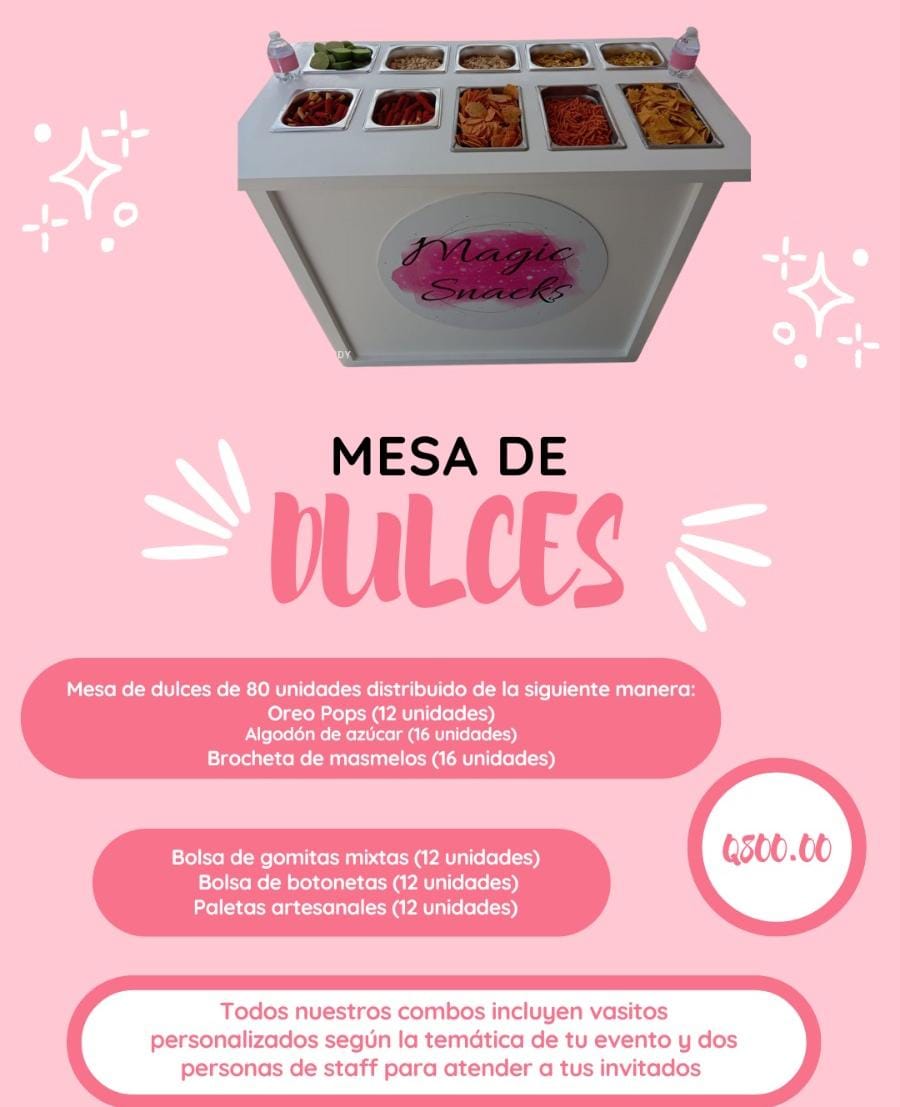 Magic
Snacks
DY
MESA DE
DULCES
Mesa de dulces de 80 unidades distribuido de la siguiente manera:
Oreo Pops (12 unidades)
Algodón de azúcar (16 unidades)
Brocheta de masmelos (16 unidades)
Q800.00
Bolsa de gomitas mixtas (12 unidades)
Bolsa de botonetas (12 unidades)
Paletas artesanales (12 unidades)
Todos nuestros combos incluyen vasitos
personalizados según la temática de tu evento y dos
personas de staff para atender a tus invitados